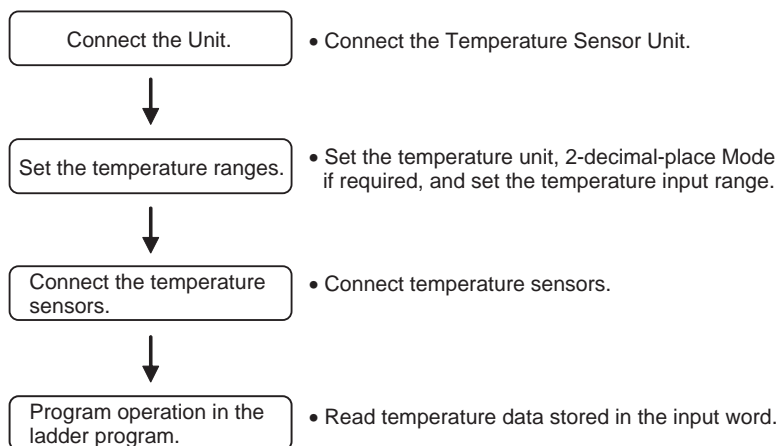 Connect the Unit.
• Connect the Temperature Sensor Unit.
Set the temperature ranges.
• Set the temperature unit, 2-decimal-place Mode
if required, and set the temperature input range.
Connect the temperature
sensors.
• Connect temperature sensors.
Program operation in the
ladder program.
• Read temperature data stored in the input word.